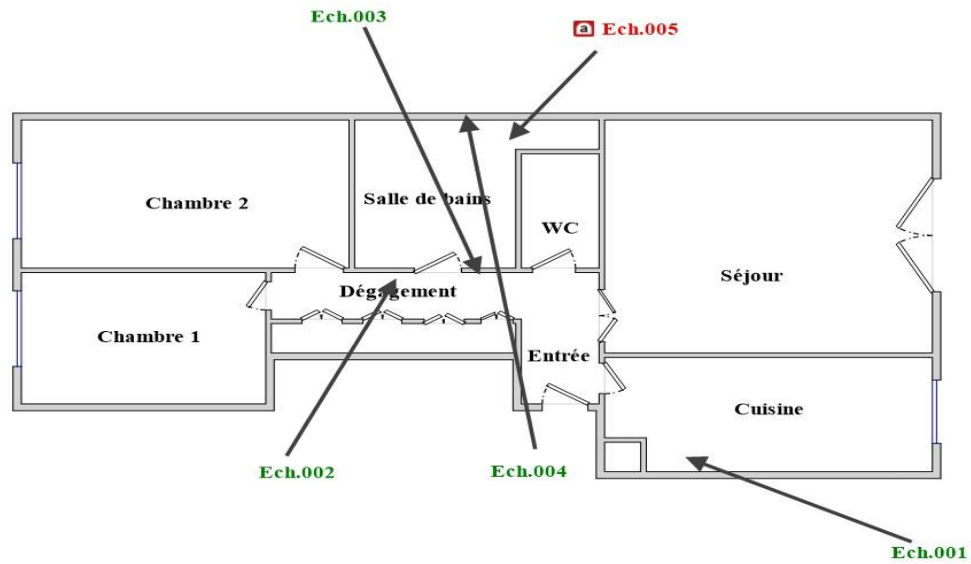 Ech.003
a Ech.005
Chambre 2
Salle de bains
WC
Séjour
Dégagement
Chambre 1
Entrée
Cuisine
Ech.002
Ech.004
Ech.001